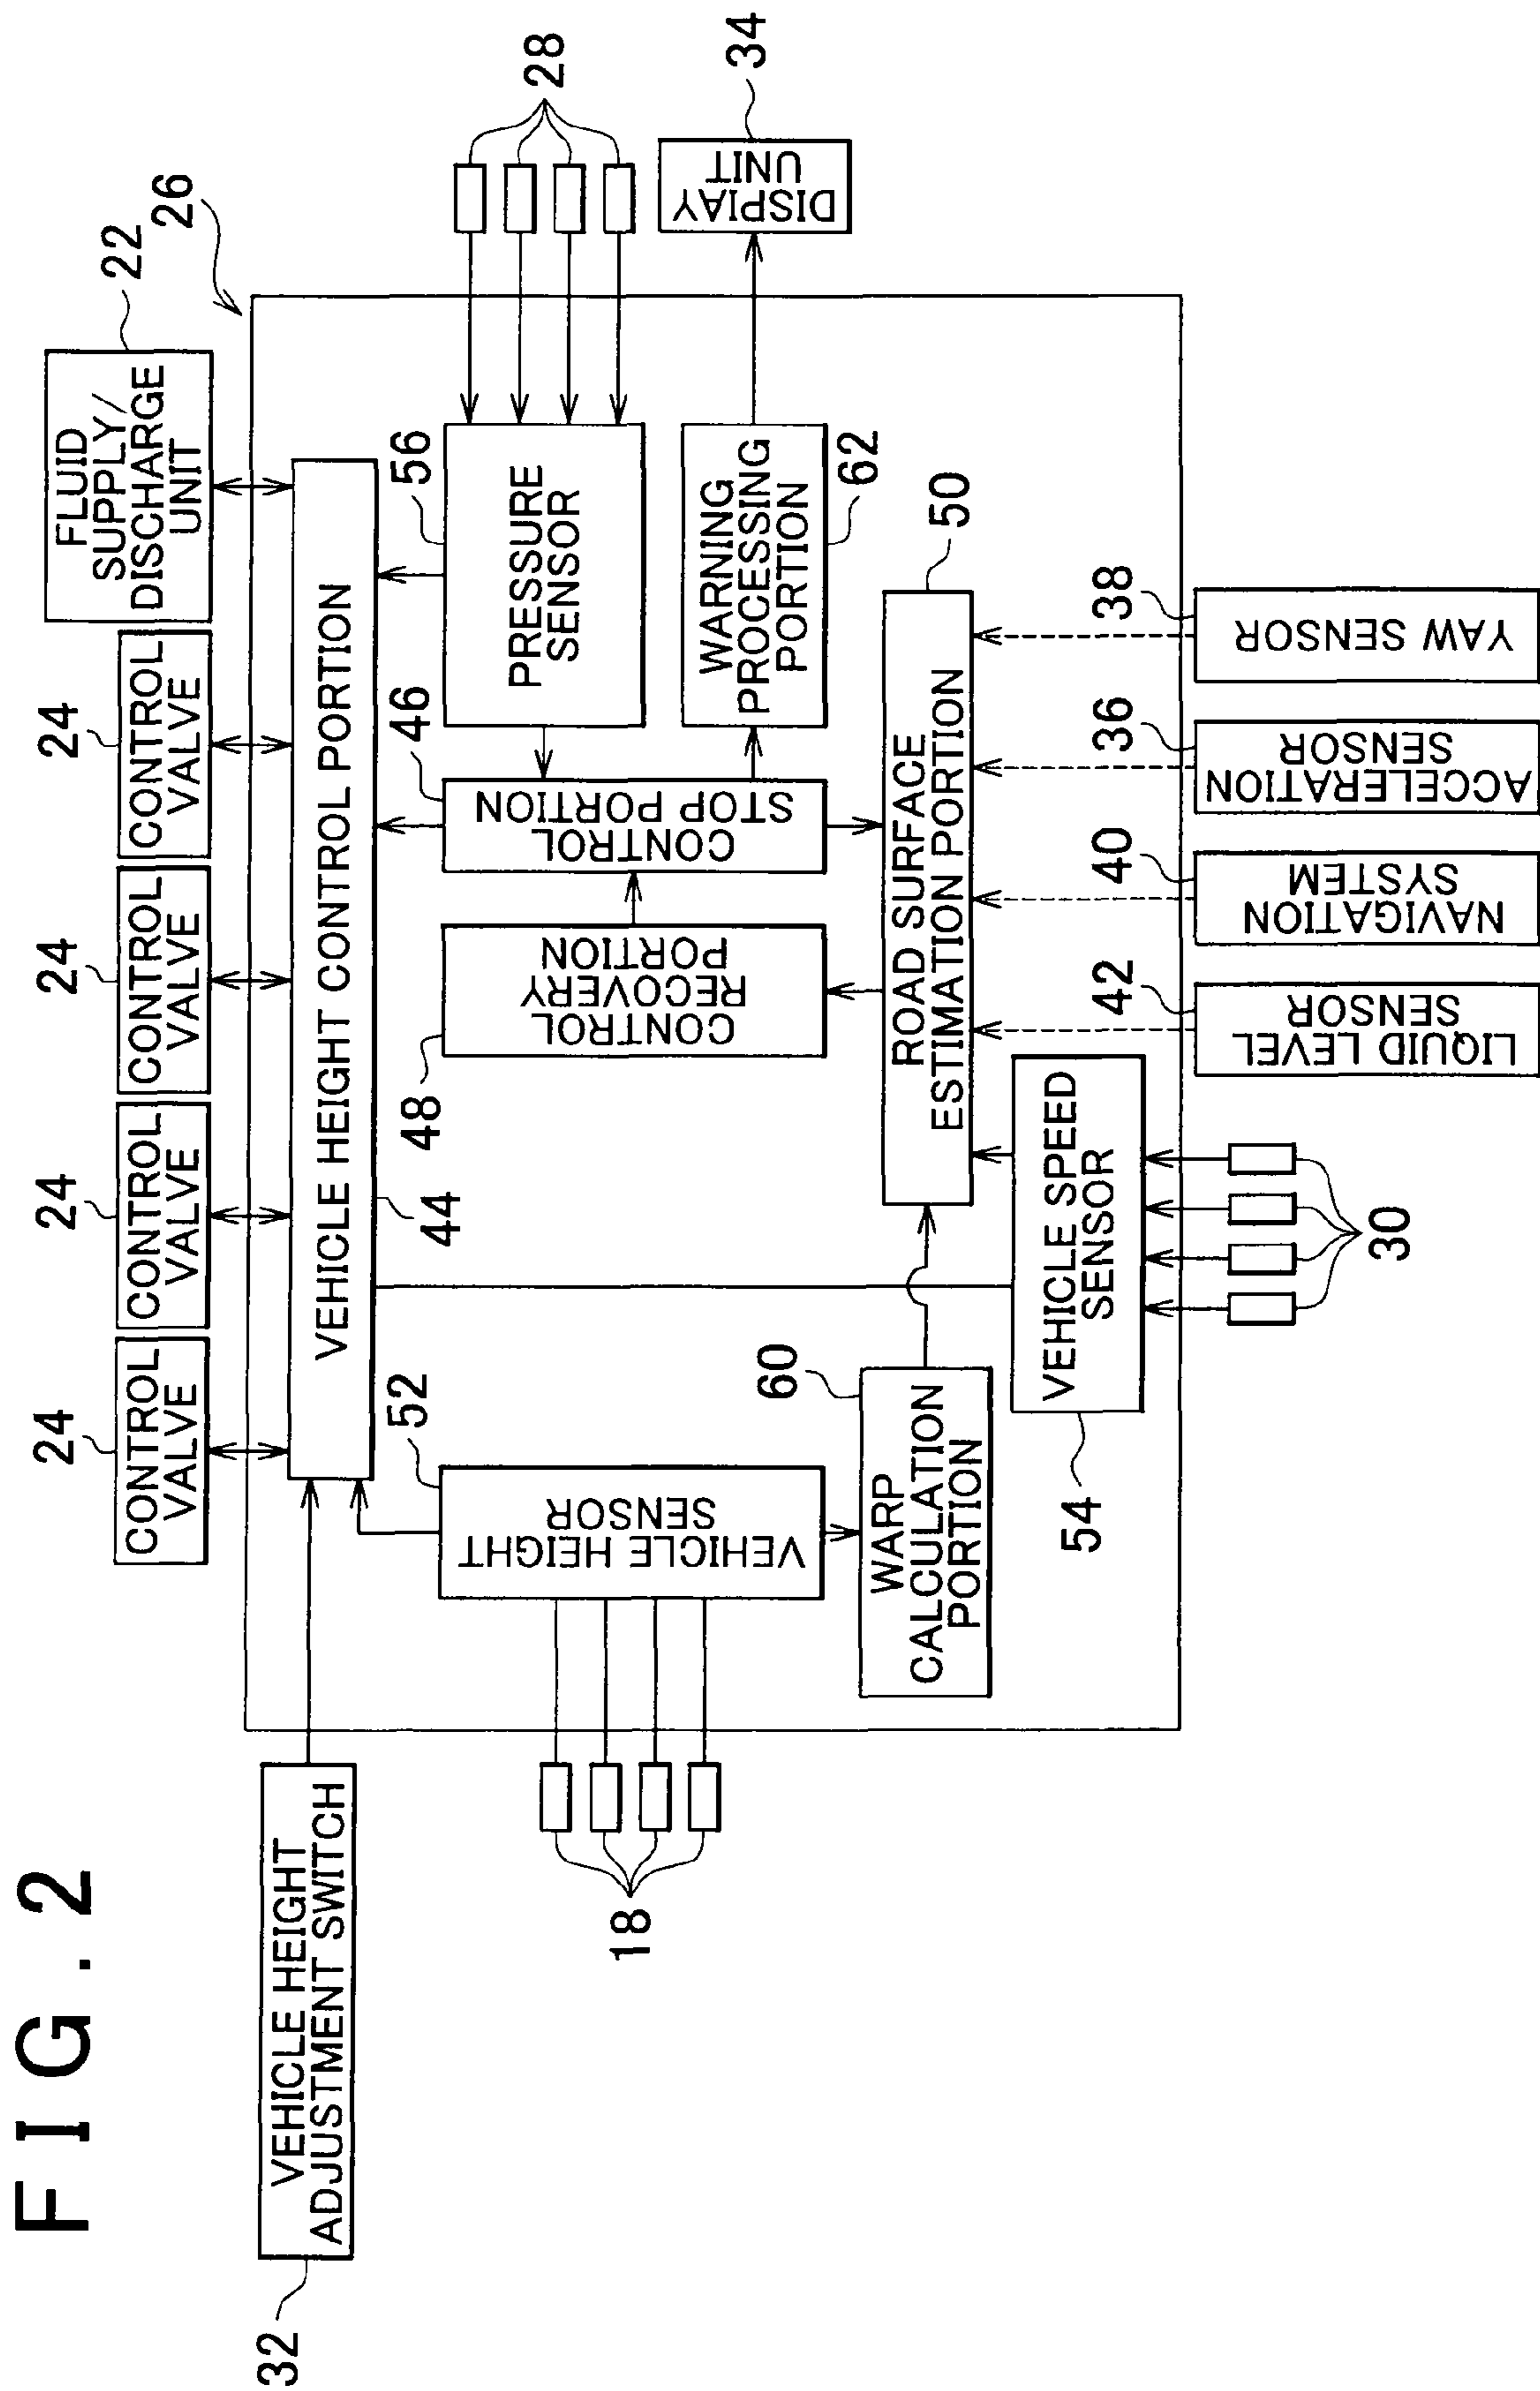 FIG. 2
FLUID
SUPPLY/
DISCHARGE
UNIT
22
26
24
CONTROL
VALVE
24
CONTROL
VALVE
24
CONTROL
VALVE
24
CONTROL
VALVE
32
VEHICLE HEIGHT
ADJUSTMENT SWITCH
VEHICLE HEIGHT CONTROL PORTION
44
52
VEHICLE HEIGHT
SENSOR
18
48
CONTROL
RECOVERY
PORTION
46
CONTROL
STOP PORTION
56
PRESSURE
SENSOR
28
WARNING
PROCESSING
PORTION
62
DISPIAY
UNIT
34
60
WARP
CALCULATION
PORTION
ROAD SURFACE
ESTIMATION PORTION
50
VEHICLE SPEED
SENSOR
54
30
42
LIQUID LEVEL
SENSOR
40
NAVIGATION
SYSTEM
36
ACCELERATION
SENSOR
38
YAW SENSOR